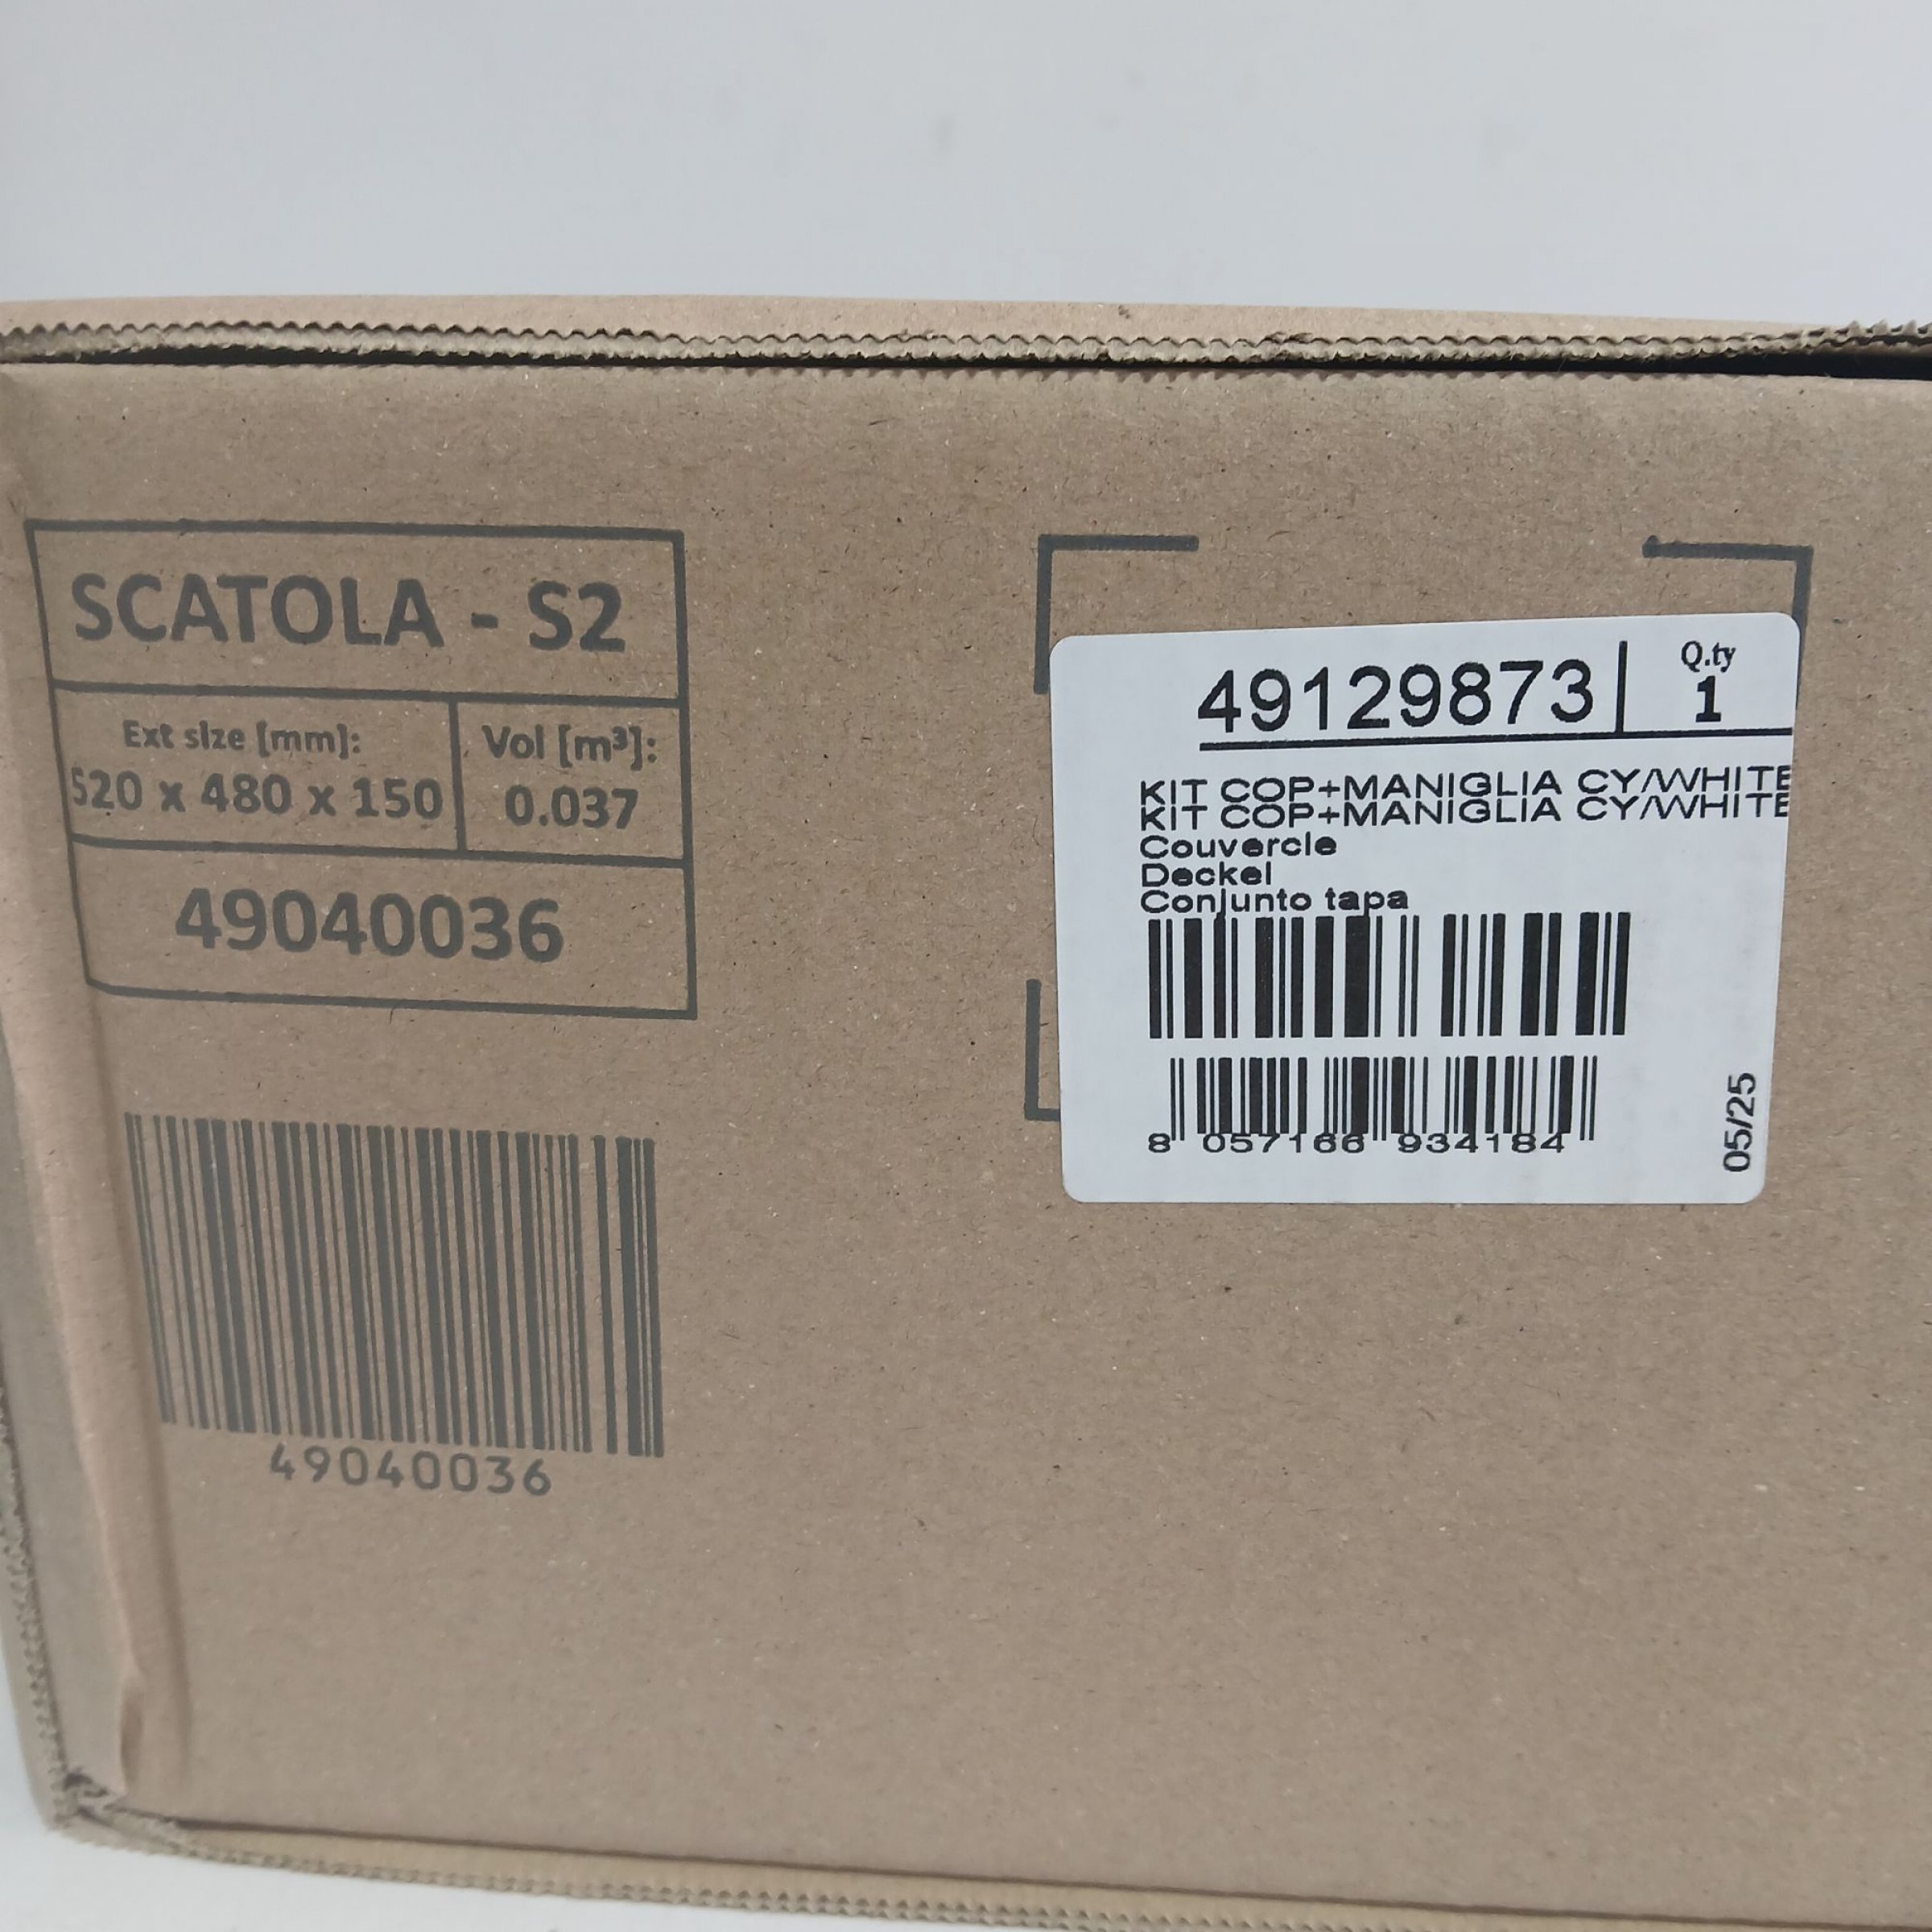 SCATOLA - S2
Ext size [mm]:
520 x 480 x 150
Vol [m³]:
0.037
49040036
49040036
49129873
Q.ty
1
KIT COP+MANIGLIA CY/WHITE
KIT COP+MANIGLIA CY/WHITE
Couvercle
Deckel
Conjunto tapa
8 057166 934184
05/25